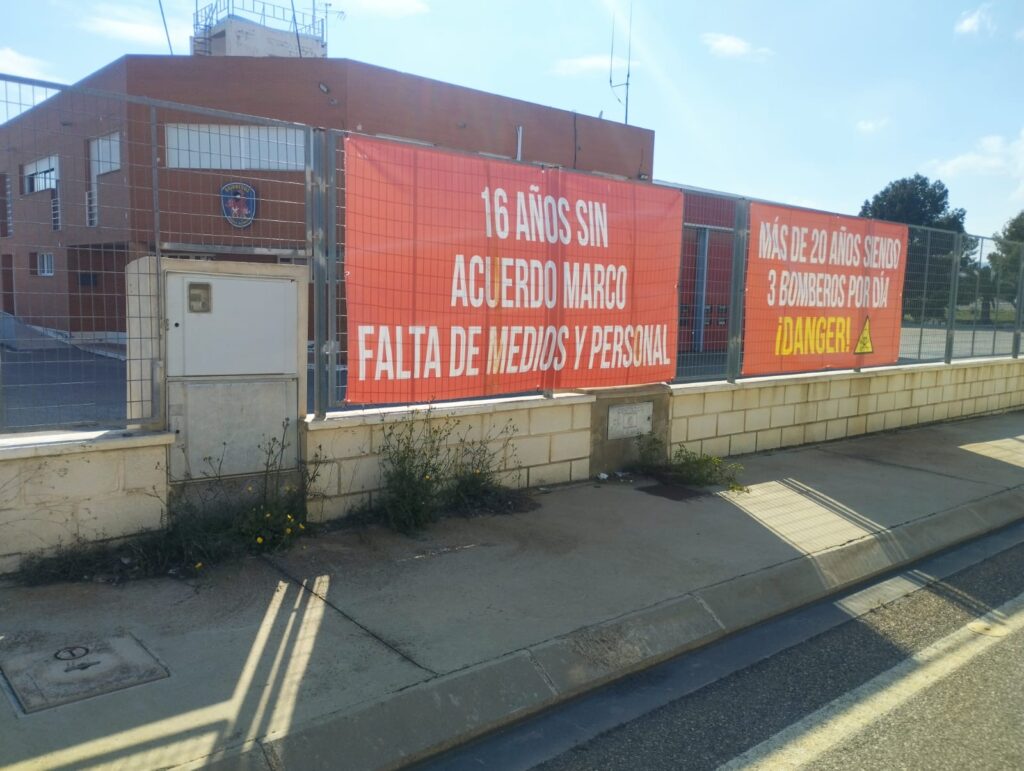 16 AÑOS SIN
ACUERDO MARCO
FALTA DE MEDIOS Y PERSONAL
MÁS DE 20 AÑOS SIENDO
3 BOMBEROS POR DÍA
¡DANGER!